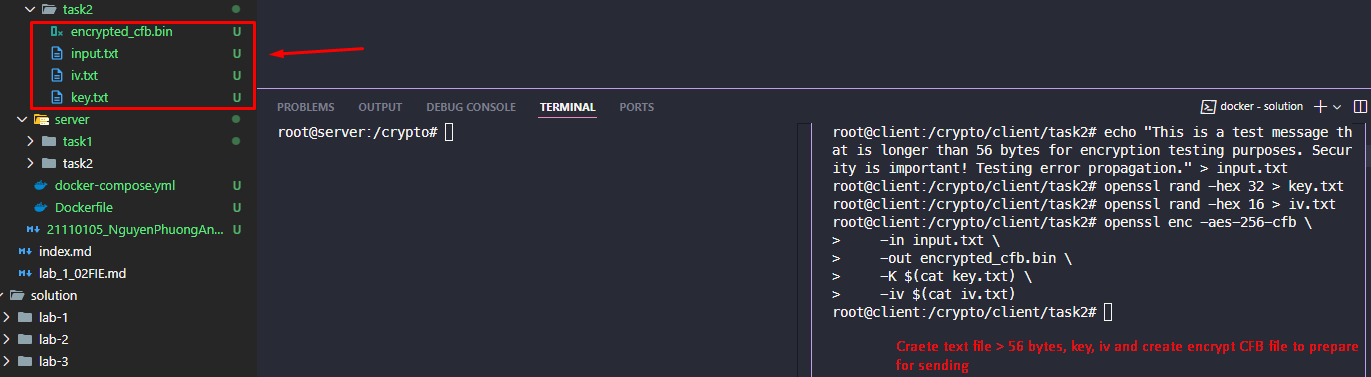 task2
encrypted_cfb.bin U
input.txt U
iv.txt U
key.txt U
server
task1
task2
docker-compose.yml U
Dockerfile U
21110105_NguyenPhuongAn... U
index.md
lab_1_02FIE.md
solution
lab-1
lab-2
lab-3
PROBLEMS OUTPUT DEBUG CONSOLE TERMINAL PORTS
docker - solution
root@server:/crypto#
root@client:/crypto/client/task2# echo "This is a test message th
at is longer than 56 bytes for encryption testing purposes. Secur
ity is important! Testing error propagation." > input.txt
root@client:/crypto/client/task2# openssl rand -hex 32 > key.txt
root@client:/crypto/client/task2# openssl rand -hex 16 > iv.txt
root@client:/crypto/client/task2# openssl enc -aes-256-cfb \
> -in input.txt \
> -out encrypted_cfb.bin \
> -K $(cat key.txt) \
> -iv $(cat iv.txt)
root@client:/crypto/client/task2#
Craete text file > 56 bytes, key, iv and create encrypt CFB file to prepare
for sending